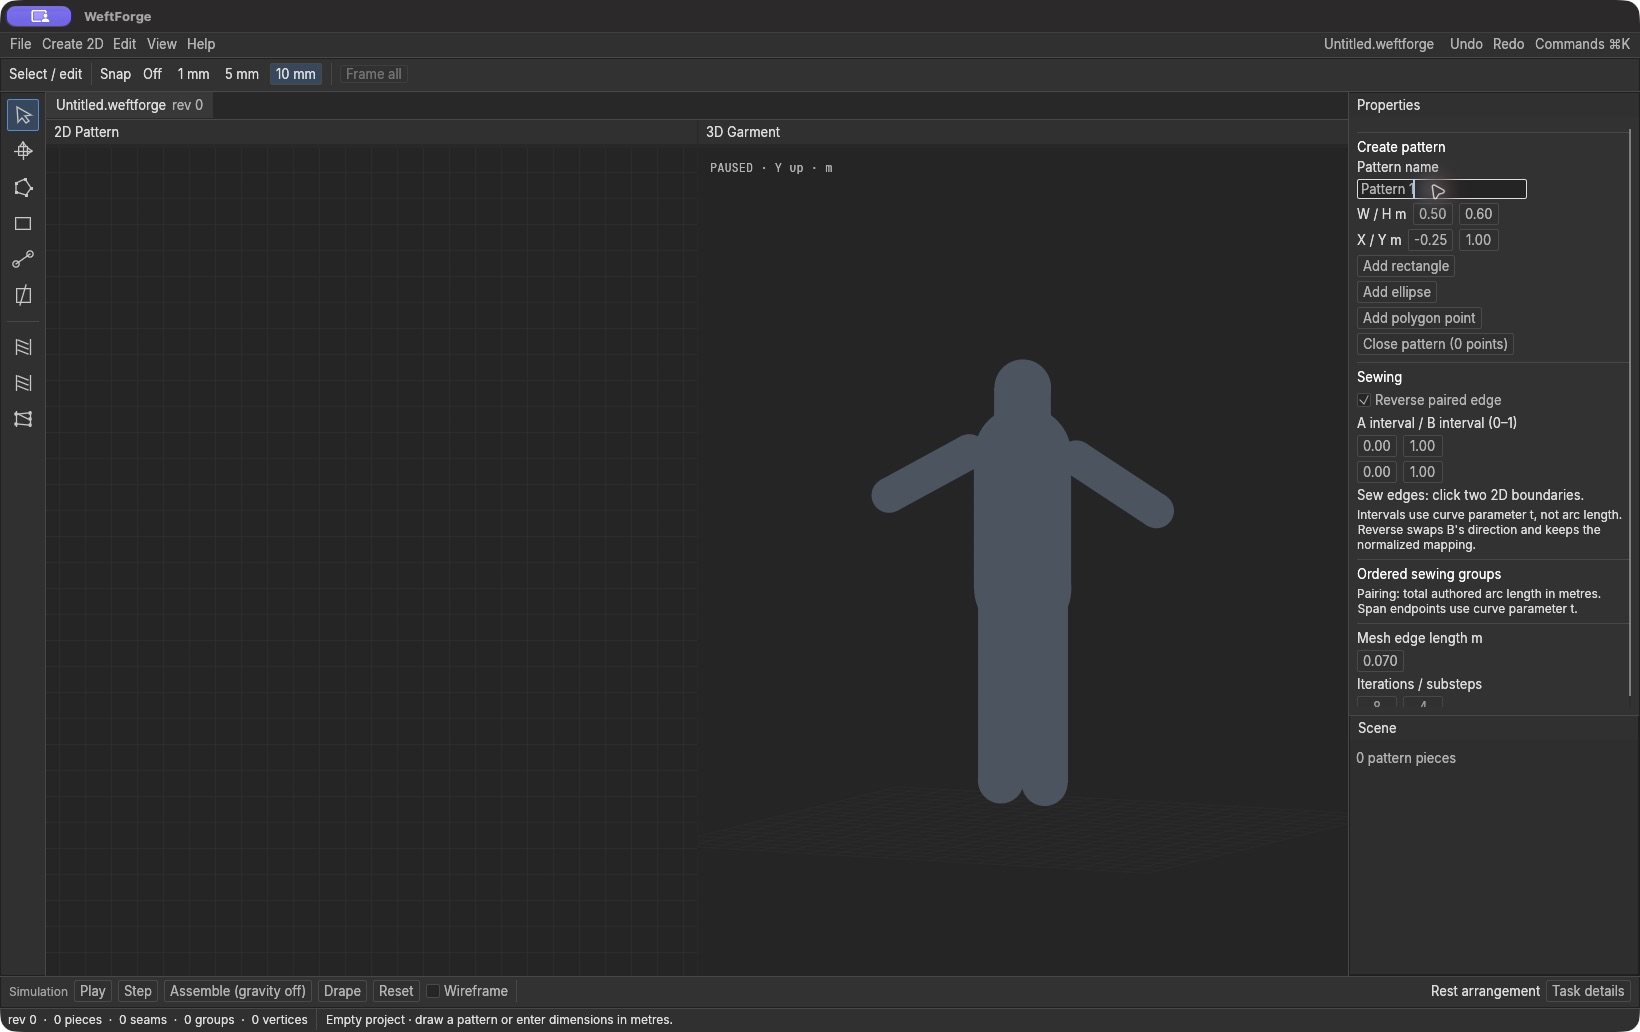 WeftForge
File Create 2D Edit View Help Untitled.weftforge Undo Redo Commands ⌘K
Select / edit Snap Off 1 mm 5 mm 10 mm Frame all
Untitled.weftforge rev 0
2D Pattern
3D Garment
PAUSED · Y up · m
Properties
Create pattern
Pattern name
Pattern 1
W / H m 0.50 0.60
X / Y m -0.25 1.00
Add rectangle
Add ellipse
Add polygon point
Close pattern (0 points)
Sewing
Reverse paired edge
A interval / B interval (0–1)
0.00 1.00
0.00 1.00
Sew edges: click two 2D boundaries.
Intervals use curve parameter t, not arc length.
Reverse swaps B's direction and keeps the
normalized mapping.
Ordered sewing groups
Pairing: total authored arc length in metres.
Span endpoints use curve parameter t.
Mesh edge length m
0.070
Iterations / substeps
Scene
0 pattern pieces
Simulation Play Step Assemble (gravity off) Drape Reset Wireframe Rest arrangement Task details
rev 0 · 0 pieces · 0 seams · 0 groups · 0 vertices Empty project · draw a pattern or enter dimensions in metres.